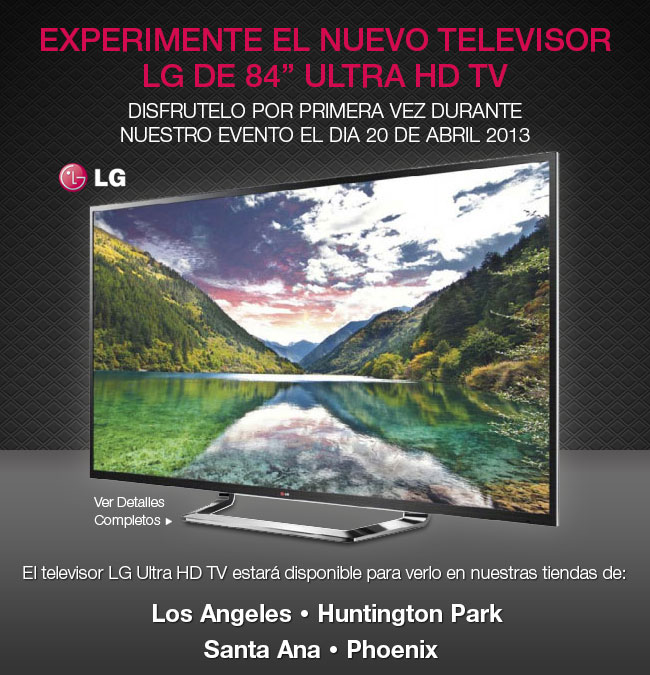 EXPERIMENTE EL NUEVO TELEVISOR
LG DE 84” ULTRA HD TV
DISFRUTELO POR PRIMERA VEZ DURANTE
NUESTRO EVENTO EL DIA 20 DE ABRIL 2013
LG
LG
Ver Detalles
Completos
El televisor LG Ultra HD TV estará disponible para verlo en nuestras tiendas de:
Los Angeles • Huntington Park
Santa Ana • Phoenix